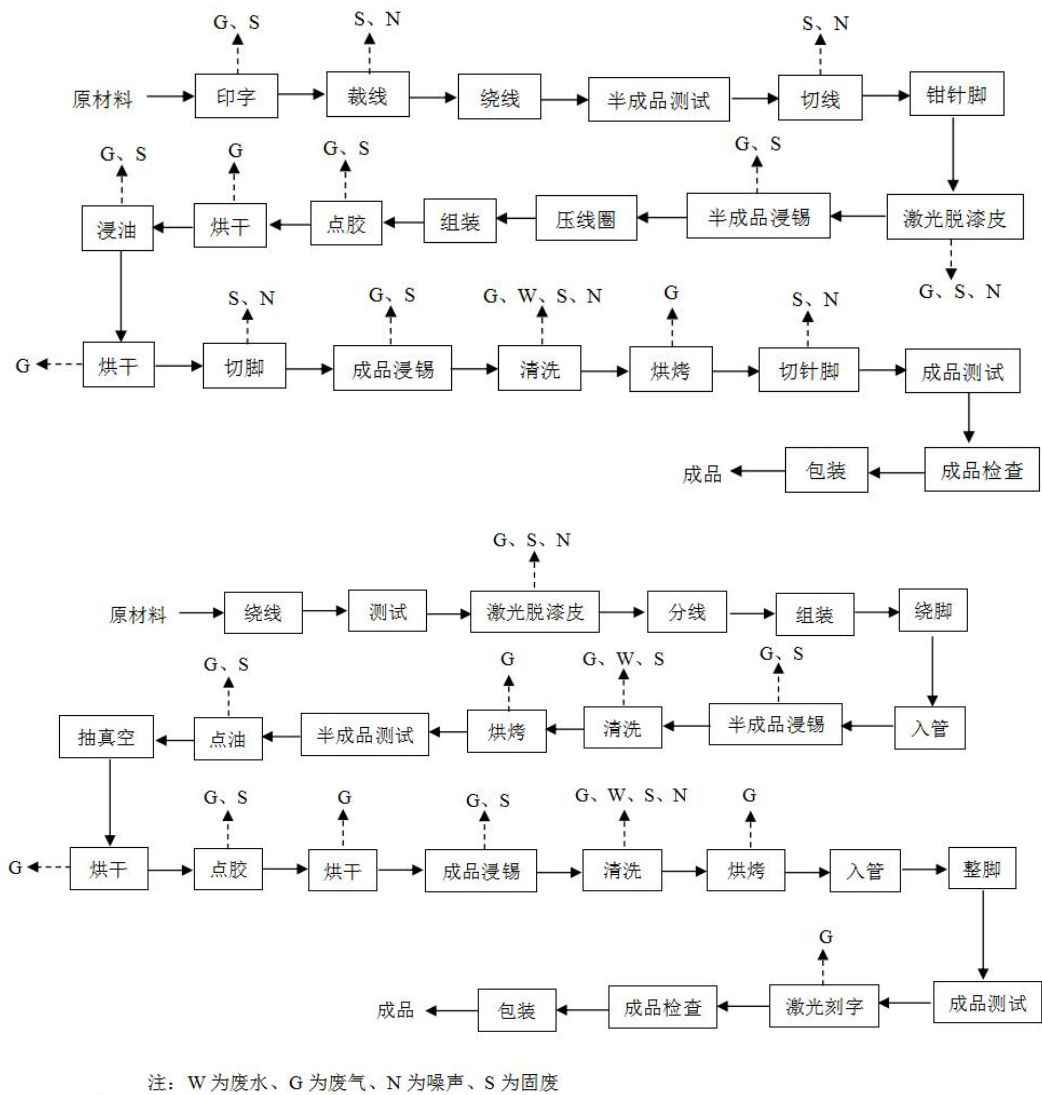 G、S S、N S、N
原材料 印字 裁线 绕线 半成品测试 切线 钳针脚
G、S G G、S G、S
浸油 烘干 点胶 组装 压线圈 半成品浸锡 激光脱漆皮
G、S、N
S、N G、S G、W、S、N G S、N
G 烘干 切脚 成品浸锡 清洗 烘烤 切针脚 成品测试
成品 包装 成品检查
G、S、N
原材料 绕线 测试 激光脱漆皮 分线 组装 绕脚
G、S G G、W、S G、S
抽真空 点油 半成品测试 烘烤 清洗 半成品浸锡 入管
G、S G G、S G、W、S、N G
G 烘干 点胶 烘干 成品浸锡 清洗 烘烤 入管 整脚
G
成品 包装 成品检查 激光刻字 成品测试
注：W为废水、G为废气、N为噪声、S为固废